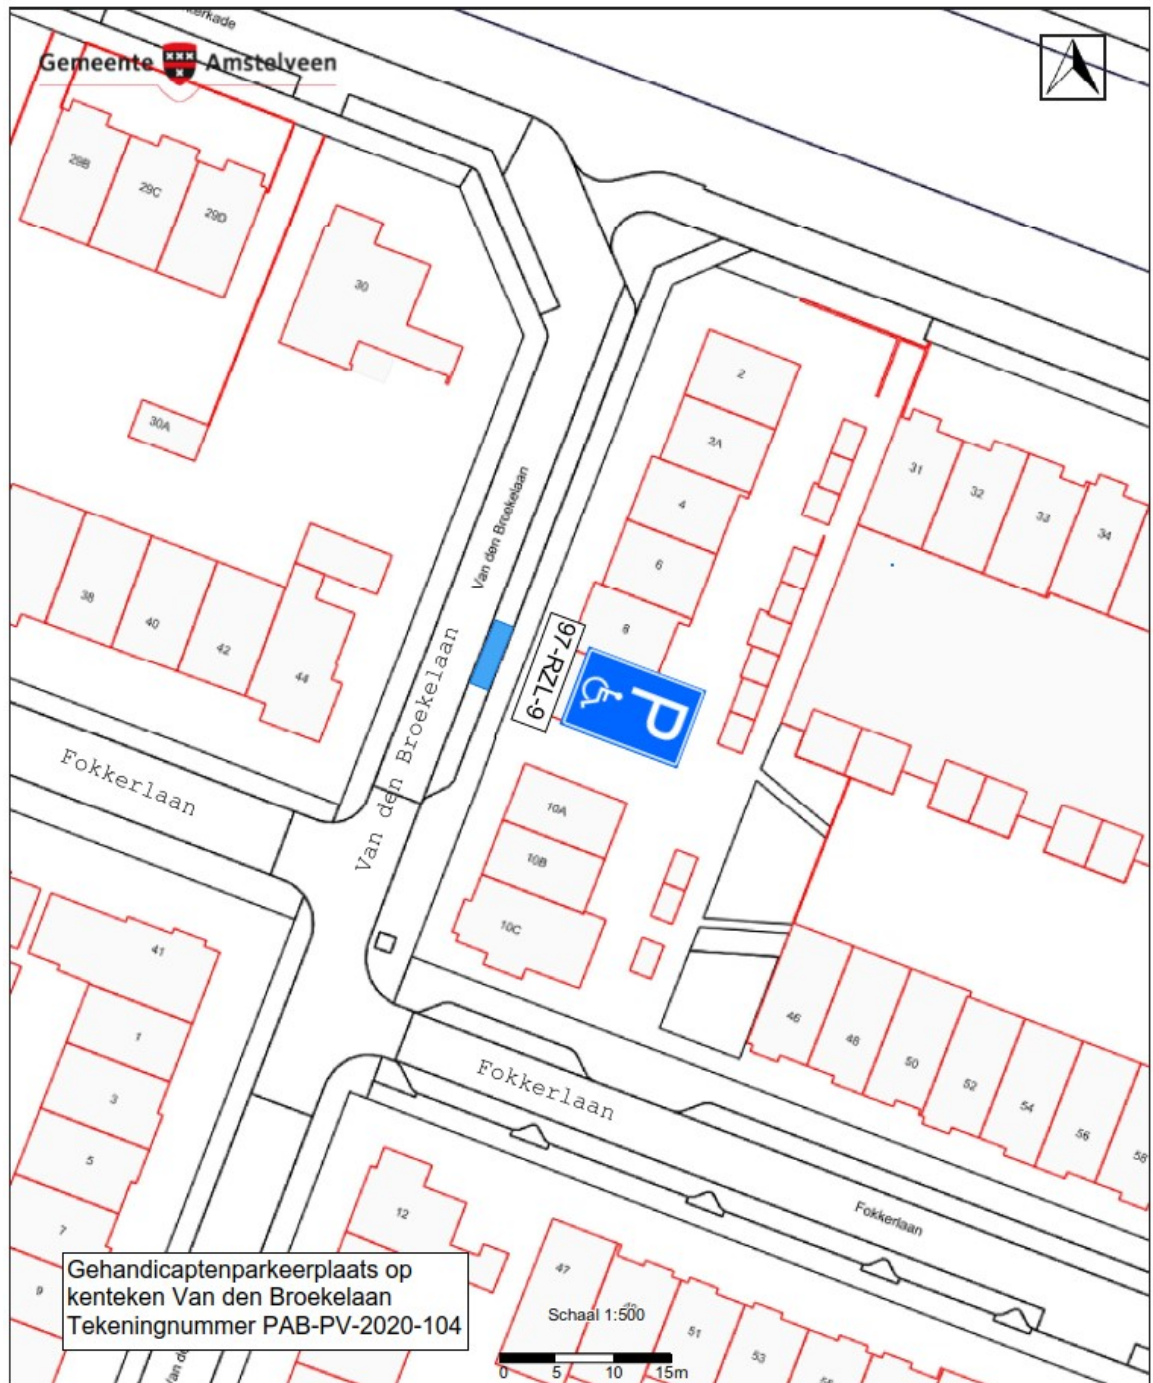 Gemeente Amstelveen
29B
29C
29D
30
30A
2
2A
4
6
8
31
32
33
34
Van den Broekelaan
38
40
42
44
97-RZL-9
P
Van den Broekelaan
Fokkerlaan
10A
10B
10C
41
1
3
5
7
9
46
48
50
52
54
56
58
Fokkerlaan
Fokkerlaan
12
47
51
53
Gehandicaptenparkeerplaats op
kenteken Van den Broekelaan
Tekeningnummer PAB-PV-2020-104
Schaal 1:500
0 5 10 15m